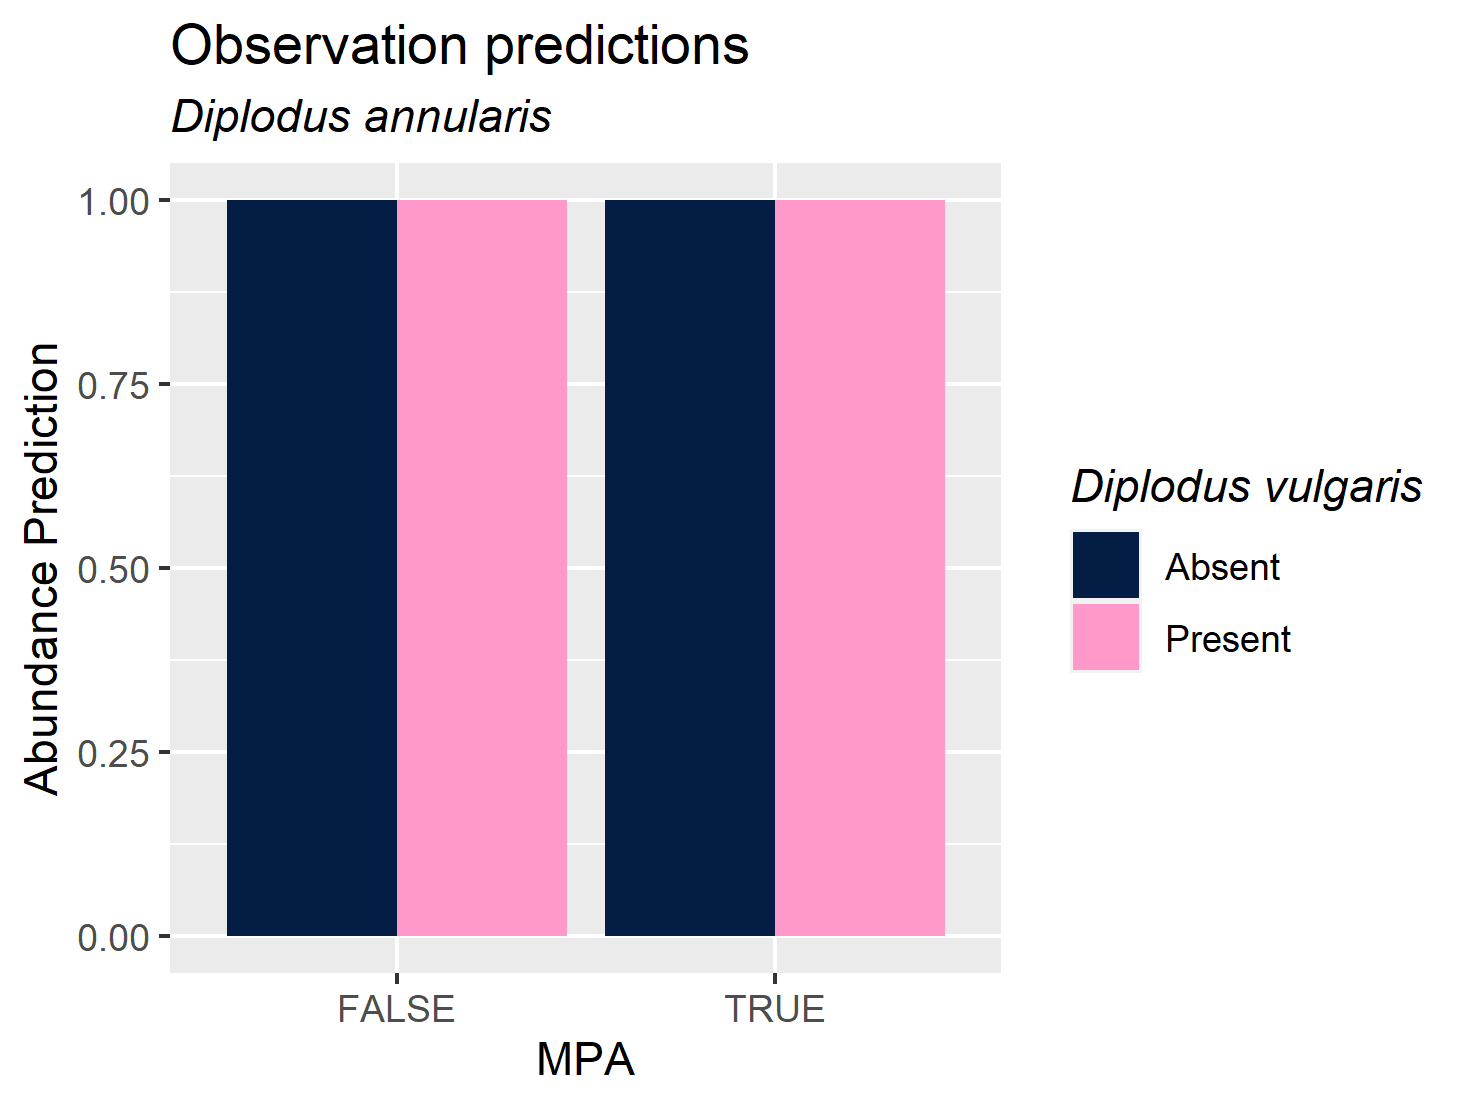 Observation predictions
Diplodus annularis
Abundance Prediction
1.00
0.75
0.50
0.25
0.00
FALSE
TRUE
MPA
Diplodus vulgaris
Absent
Present